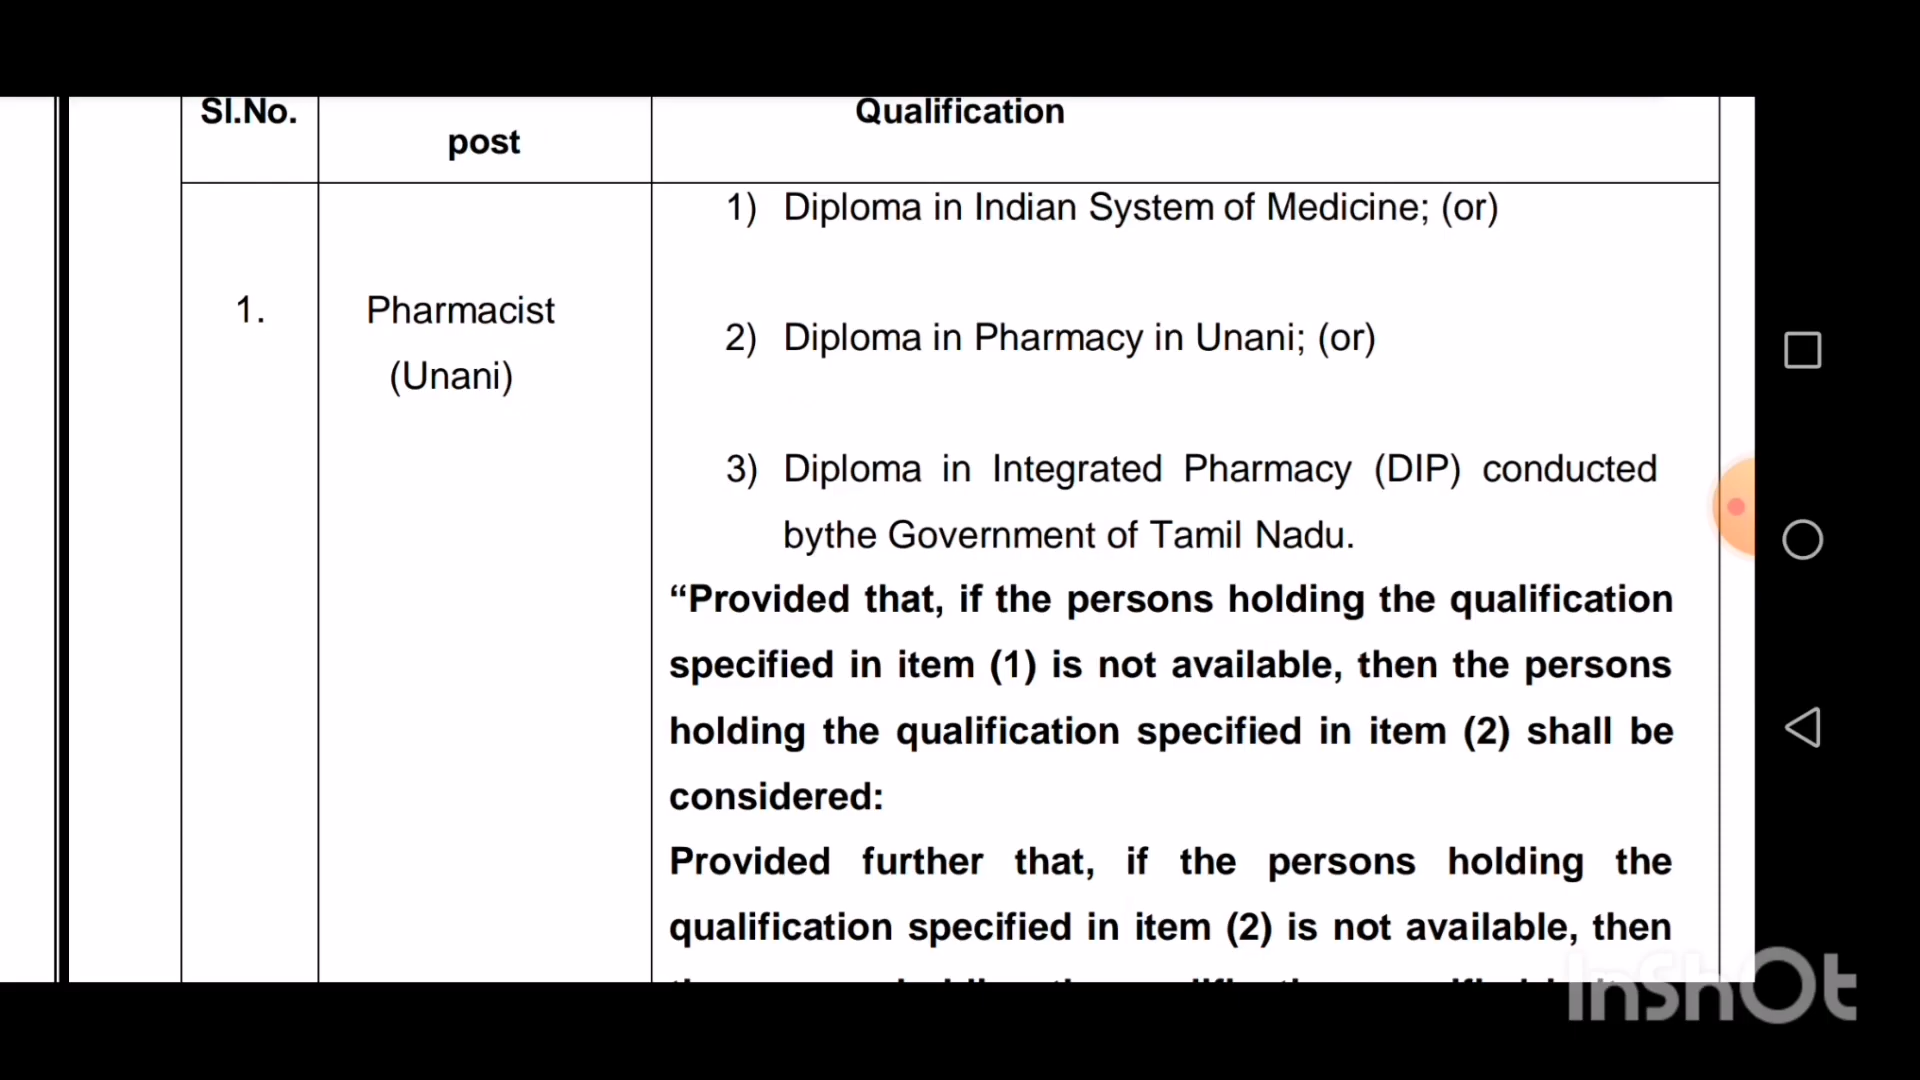 Sl.No.
post
Qualification
1.
Pharmacist
(Unani)
1) Diploma in Indian System of Medicine; (or)
2) Diploma in Pharmacy in Unani; (or)
3) Diploma in Integrated Pharmacy (DIP) conducted
bythe Government of Tamil Nadu.
“Provided that, if the persons holding the qualification
specified in item (1) is not available, then the persons
holding the qualification specified in item (2) shall be
considered:
Provided further that, if the persons holding the
qualification specified in item (2) is not available, then
InShOt